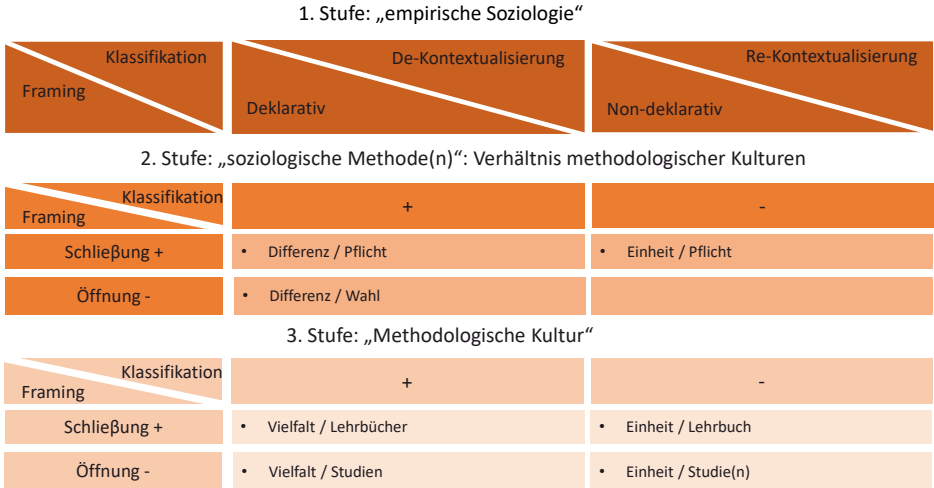 1. Stufe: „empirische Soziologie“
Klassifikation
Framing
De-Kontextualisierung
Deklarativ
Re-Kontextualisierung
Non-deklarativ
2. Stufe: „soziologische Methode(n)“: Verhältnis methodologischer Kulturen
Klassifikation
Framing
+
-
Schlieβung +
• Differenz / Pflicht
• Einheit / Pflicht
Öffnung -
• Differenz / Wahl
3. Stufe: „Methodologische Kultur“
Klassifikation
Framing
+
-
Schlieβung +
• Vielfalt / Lehrbücher
• Einheit / Lehrbuch
Öffnung -
• Vielfalt / Studien
• Einheit / Studie(n)